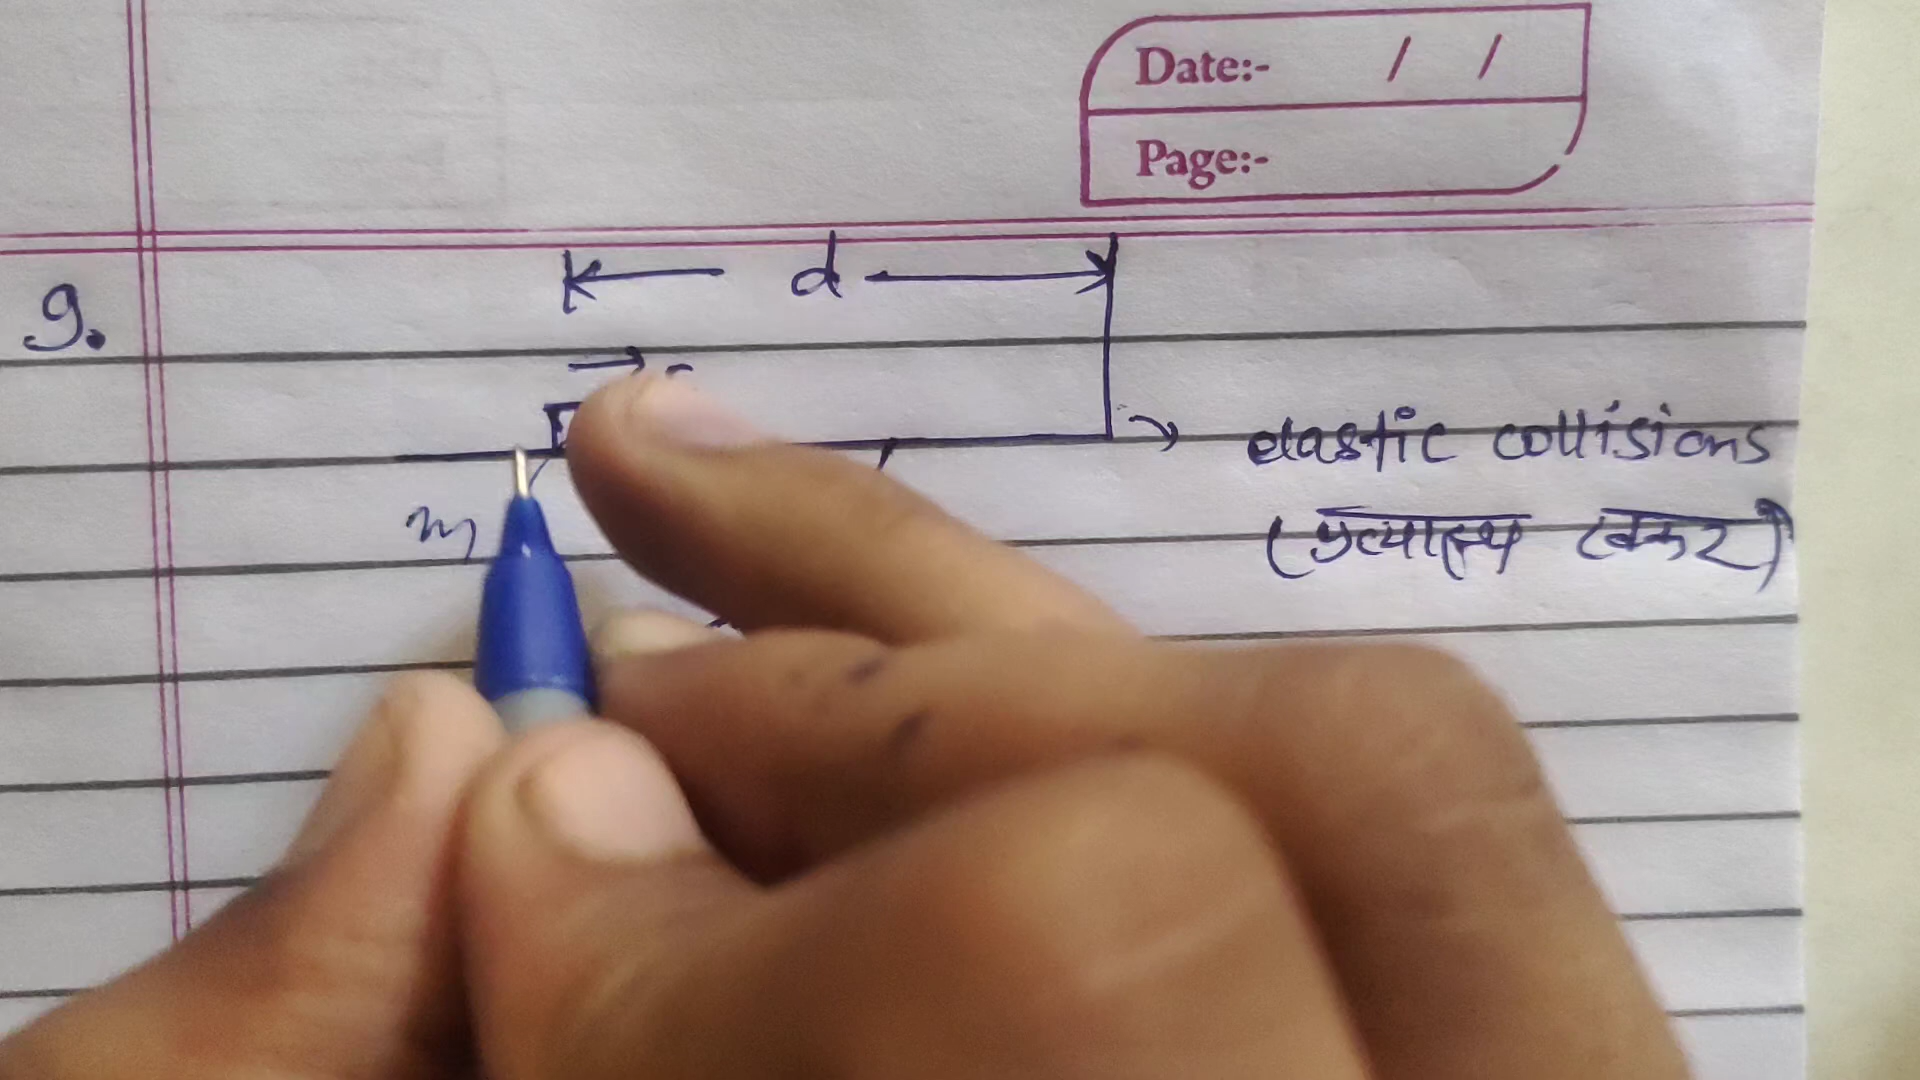 Date:- / /
Page:-
9.
d
m
elastic collisions
(प्रत्यास्थ टक्कर)